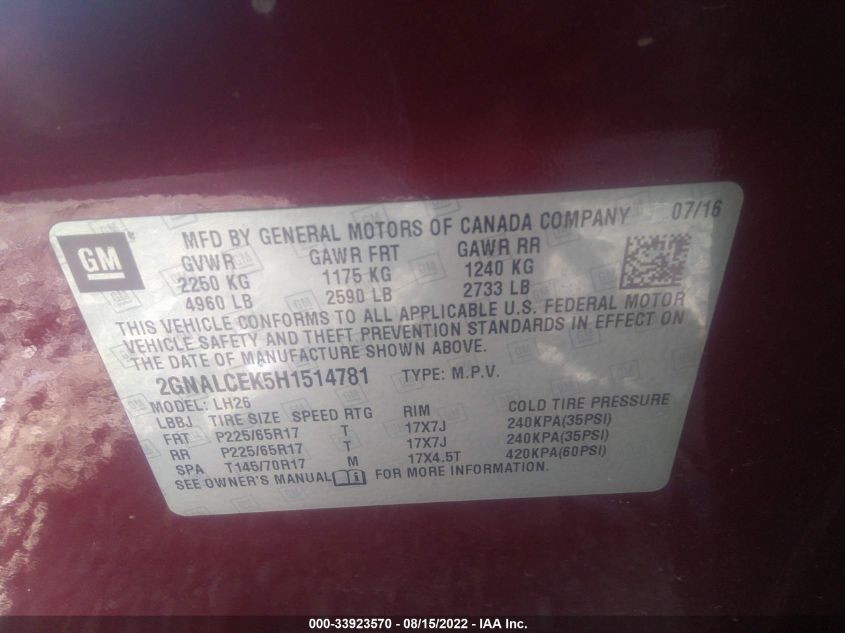 GM
MFD BY GENERAL MOTORS OF CANADA COMPANY 07/16
GVWR GAWR FRT GAWR RR
2250 KG 1175 KG 1240 KG
4960 LB 2590 LB 2733 LB
THIS VEHICLE CONFORMS TO ALL APPLICABLE U.S. FEDERAL MOTOR
VEHICLE SAFETY AND THEFT PREVENTION STANDARDS IN EFFECT ON
THE DATE OF MANUFACTURE SHOWN ABOVE.
2GNALCEK5H1514781 TYPE: M.P.V.
MODEL: LH26
LBBJ TIRE SIZE SPEED RTG RIM COLD TIRE PRESSURE
FRT P225/65R17 T 17X7J 240KPA(35PSI)
RR P225/65R17 T 17X7J 240KPA(35PSI)
SPA T145/70R17 M 17X4.5T 420KPA(60PSI)
SEE OWNER'S MANUAL FOR MORE INFORMATION.
000-33923570 - 08/15/2022 - IAA Inc.